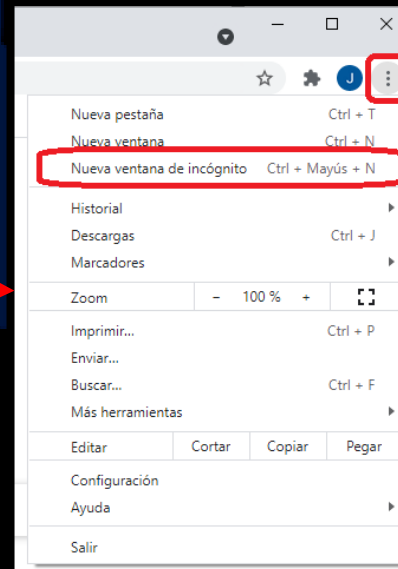 J
Nueva pestaña Ctrl + T
Nueva ventana Ctrl + N
Nueva ventana de incógnito Ctrl + Mayús + N
Historial
Descargas Ctrl + J
Marcadores
Zoom - 100 % +
Imprimir... Ctrl + P
Enviar...
Buscar... Ctrl + F
Más herramientas
Editar Cortar Copiar Pegar
Configuración
Ayuda
Salir